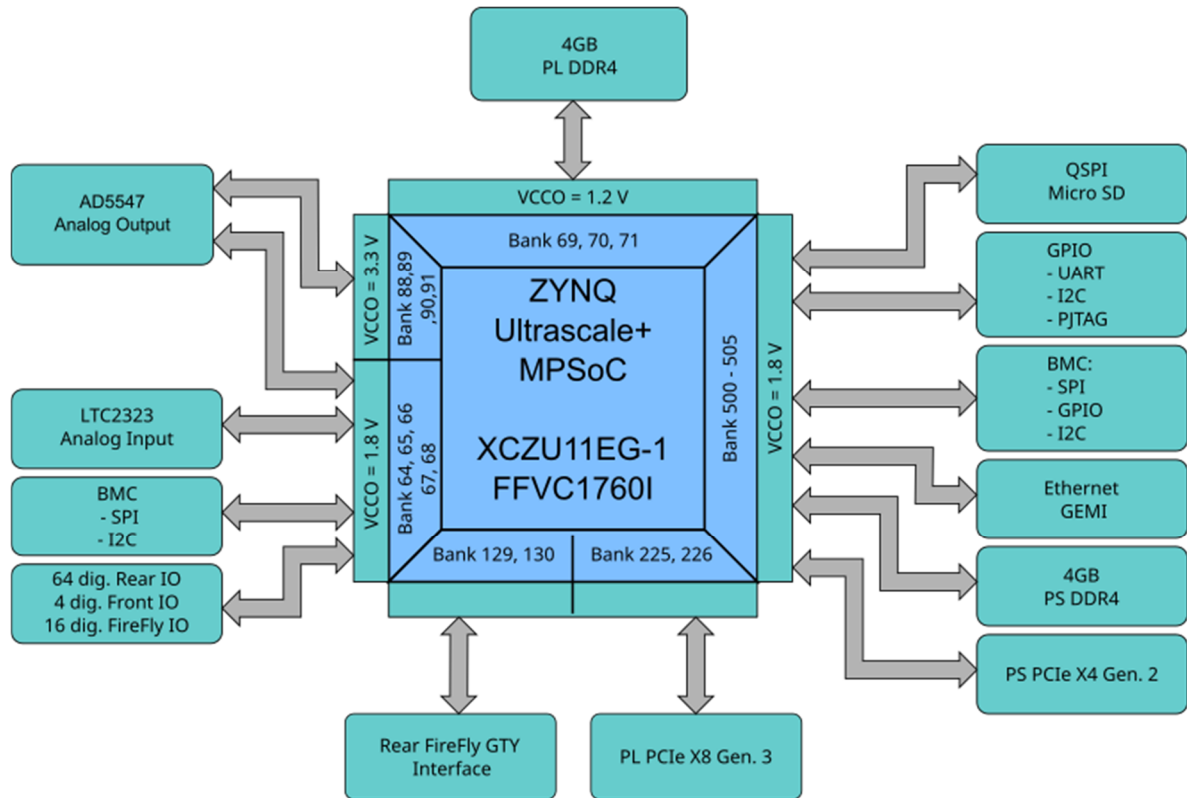 4GB
PL DDR4
AD5547
Analog Output
QSPI
Micro SD
VCCO = 1.2 V
Bank 69, 70, 71
VCCO = 3.3 V
Bank 88,89
,90,91
ZYNQ
Ultrascale+
MPSoC
XCZU11EG-1
FFVC1760I
Bank 500 - 505
VCCO = 1.8 V
GPIO
- UART
- I2C
- PJTAG
LTC2323
Analog Input
VCCO = 1.8 V
Bank 64, 65, 66
67, 68
BMC:
- SPI
- GPIO
- I2C
BMC
- SPI
- I2C
Ethernet
GEMI
64 dig. Rear IO
4 dig. Front IO
16 dig. FireFly IO
Bank 129, 130
Bank 225, 226
4GB
PS DDR4
PS PCIe X4 Gen. 2
Rear FireFly GTY
Interface
PL PCIe X8 Gen. 3